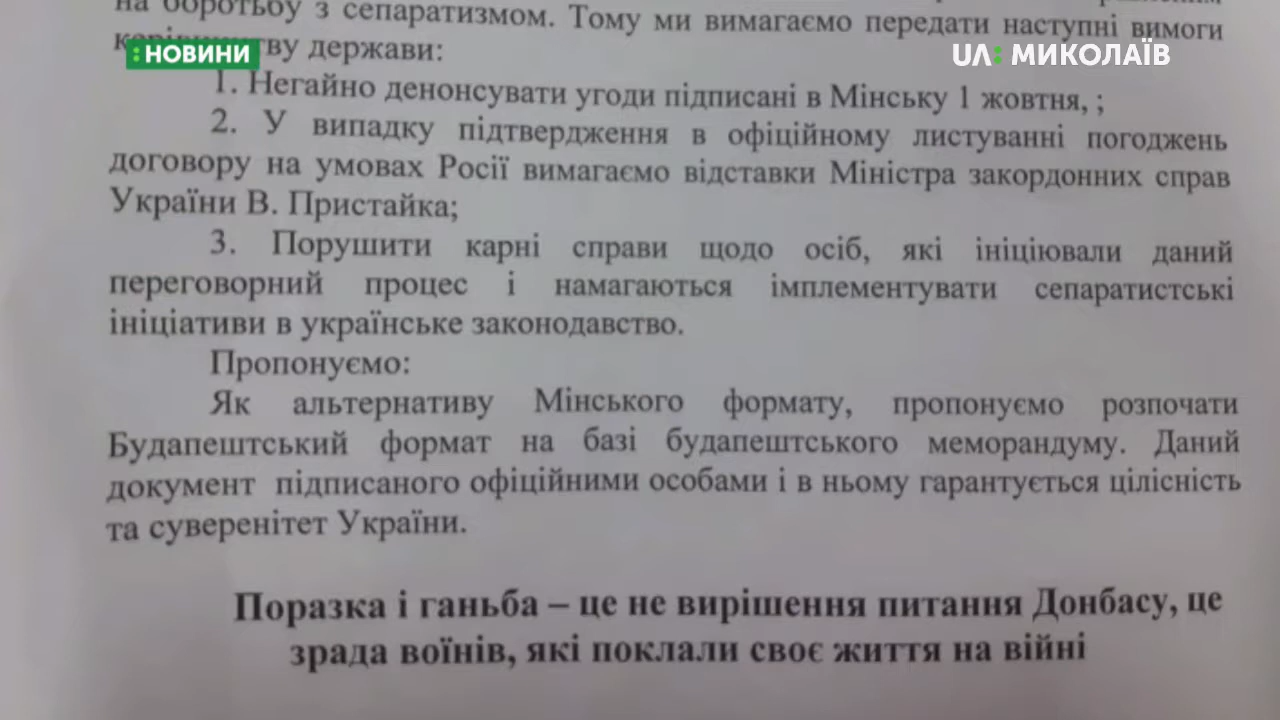 на боротьбу з сепаратизмом. Тому ми вимагаємо передати наступні вимоги
держави:
: НОВИНИ
UA: МИКОЛАЇВ
1. Негайно денонсувати угоди підписані в Мінську 1 жовтня, ;
2. У випадку підтвердження в офіційному листуванні погоджень
договору на умовах Росії вимагаємо відставки Міністра закордонних справ
України В. Пристайка;
3. Порушити карні справи щодо осіб, які ініціювали даний
переговорний процес і намагаються імплементувати сепаратистські
ініціативи в українське законодавство.
Пропонуємо:
Як альтернативу Мінського формату, пропонуємо розпочати
Будапештський формат на базі будапештського меморандуму. Даний
документ підписаного офіційними особами і в ньому гарантується цілісність
та суверенітет України.
Поразка і ганьба – це не вирішення питання Донбасу, це
зрада воїнів, які поклали своє життя на війні